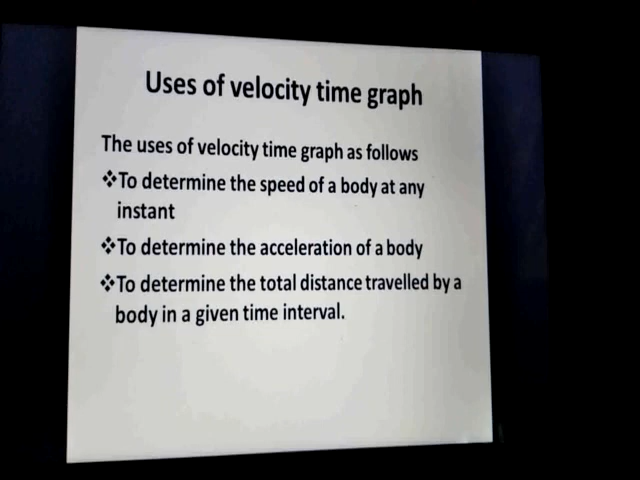 Uses of velocity time graph
The uses of velocity time graph as follows
❖To determine the speed of a body at any
instant
❖To determine the acceleration of a body
❖To determine the total distance travelled by a
body in a given time interval.